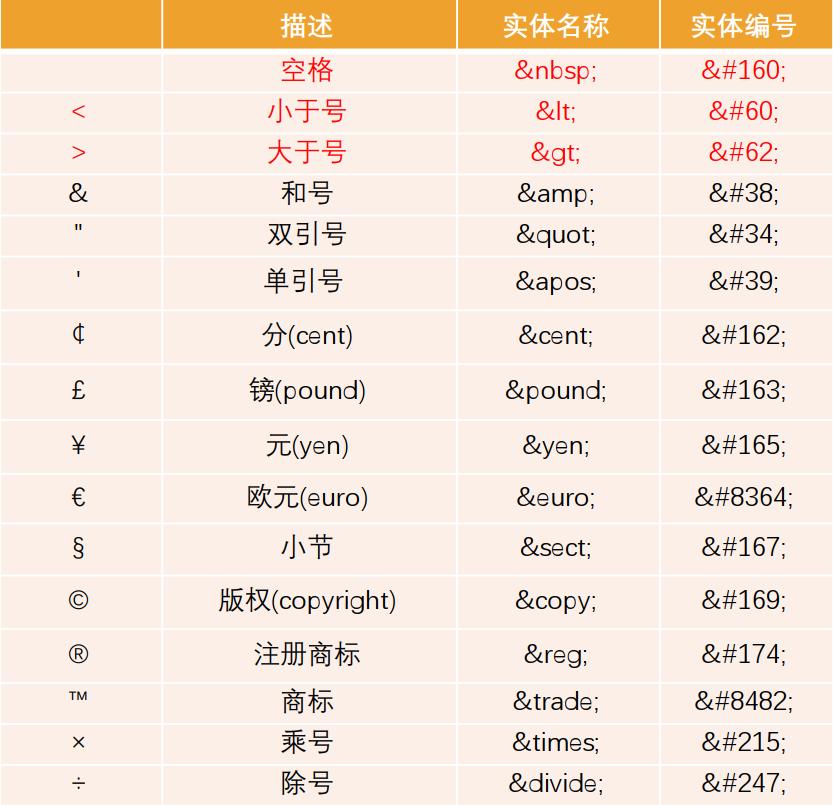 描述 实体名称 实体编号
空格 &nbsp; &#160;
< 小于号 &lt; &#60;
> 大于号 &gt; &#62;
& 和号 &amp; &#38;
" 双引号 &quot; &#34;
' 单引号 &apos; &#39;
¢ 分(cent) &cent; &#162;
£ 镑(pound) &pound; &#163;
¥ 元(yen) &yen; &#165;
€ 欧元(euro) &euro; &#8364;
§ 小节 &sect; &#167;
© 版权(copyright) &copy; &#169;
® 注册商标 &reg; &#174;
™ 商标 &trade; &#8482;
× 乘号 &times; &#215;
÷ 除号 &divide; &#247;